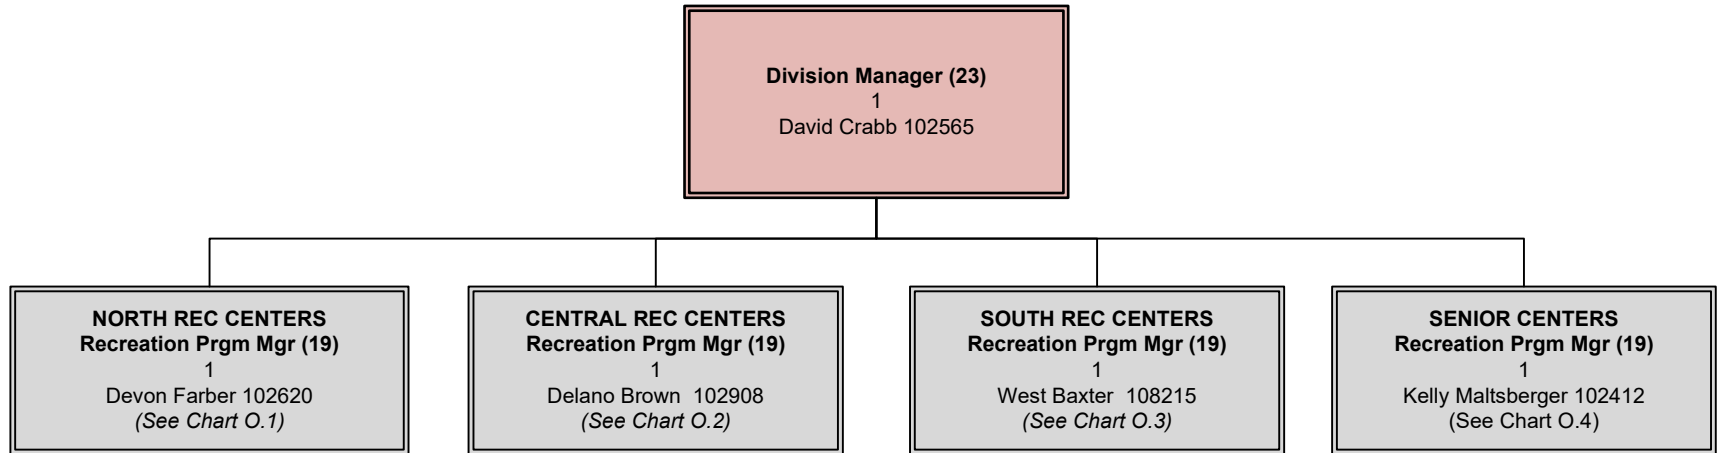 Division Manager (23)
1
David Crabb 102565
NORTH REC CENTERS
Recreation Prgm Mgr (19)
1
Devon Farber 102620
(See Chart O.1)
CENTRAL REC CENTERS
Recreation Prgm Mgr (19)
1
Delano Brown  102908
(See Chart O.2)
SOUTH REC CENTERS
Recreation Prgm Mgr (19)
1
West Baxter  108215
(See Chart O.3)
SENIOR CENTERS
Recreation Prgm Mgr (19)
1
Kelly Maltsberger 102412
(See Chart O.4)